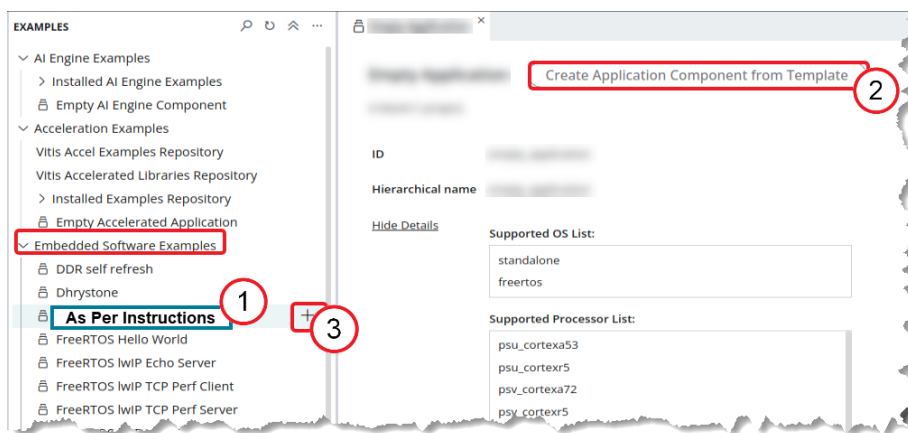 EXAMPLES
AI Engine Examples
Installed AI Engine Examples
Empty AI Engine Component
Acceleration Examples
Vitis Accel Examples Repository
Vitis Accelerated Libraries Repository
Installed Examples Repository
Empty Accelerated Application
Embedded Software Examples
DDR self refresh
Dhrystone
1
As Per Instructions
3
FreeRTOS Hello World
FreeRTOS lwIP Echo Server
FreeRTOS lwIP TCP Perf Client
FreeRTOS lwIP TCP Perf Server
Create Application Component from Template
2
ID
Hierarchical name
Hide Details
Supported OS List:
standalone
freertos
Supported Processor List:
psu_cortexa53
psu_cortexr5
psv_cortexa72
psv_cortexr5